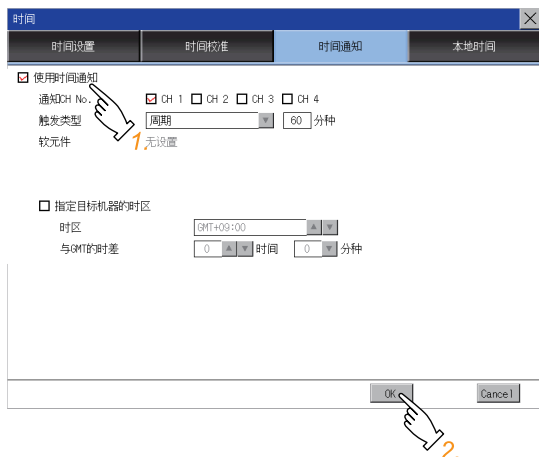 时间
时间设置 时间校准 时间通知 本地时间
使用时间通知
通知CH No. CH 1 CH 2 CH 3 CH 4
触发类型 周期 60 分钟
软元件 1. 无设置
指定目标机器的时区
时区 GMT+09:00
与GMT的时差 0 时间 0 分钟
OK Cancel
2.